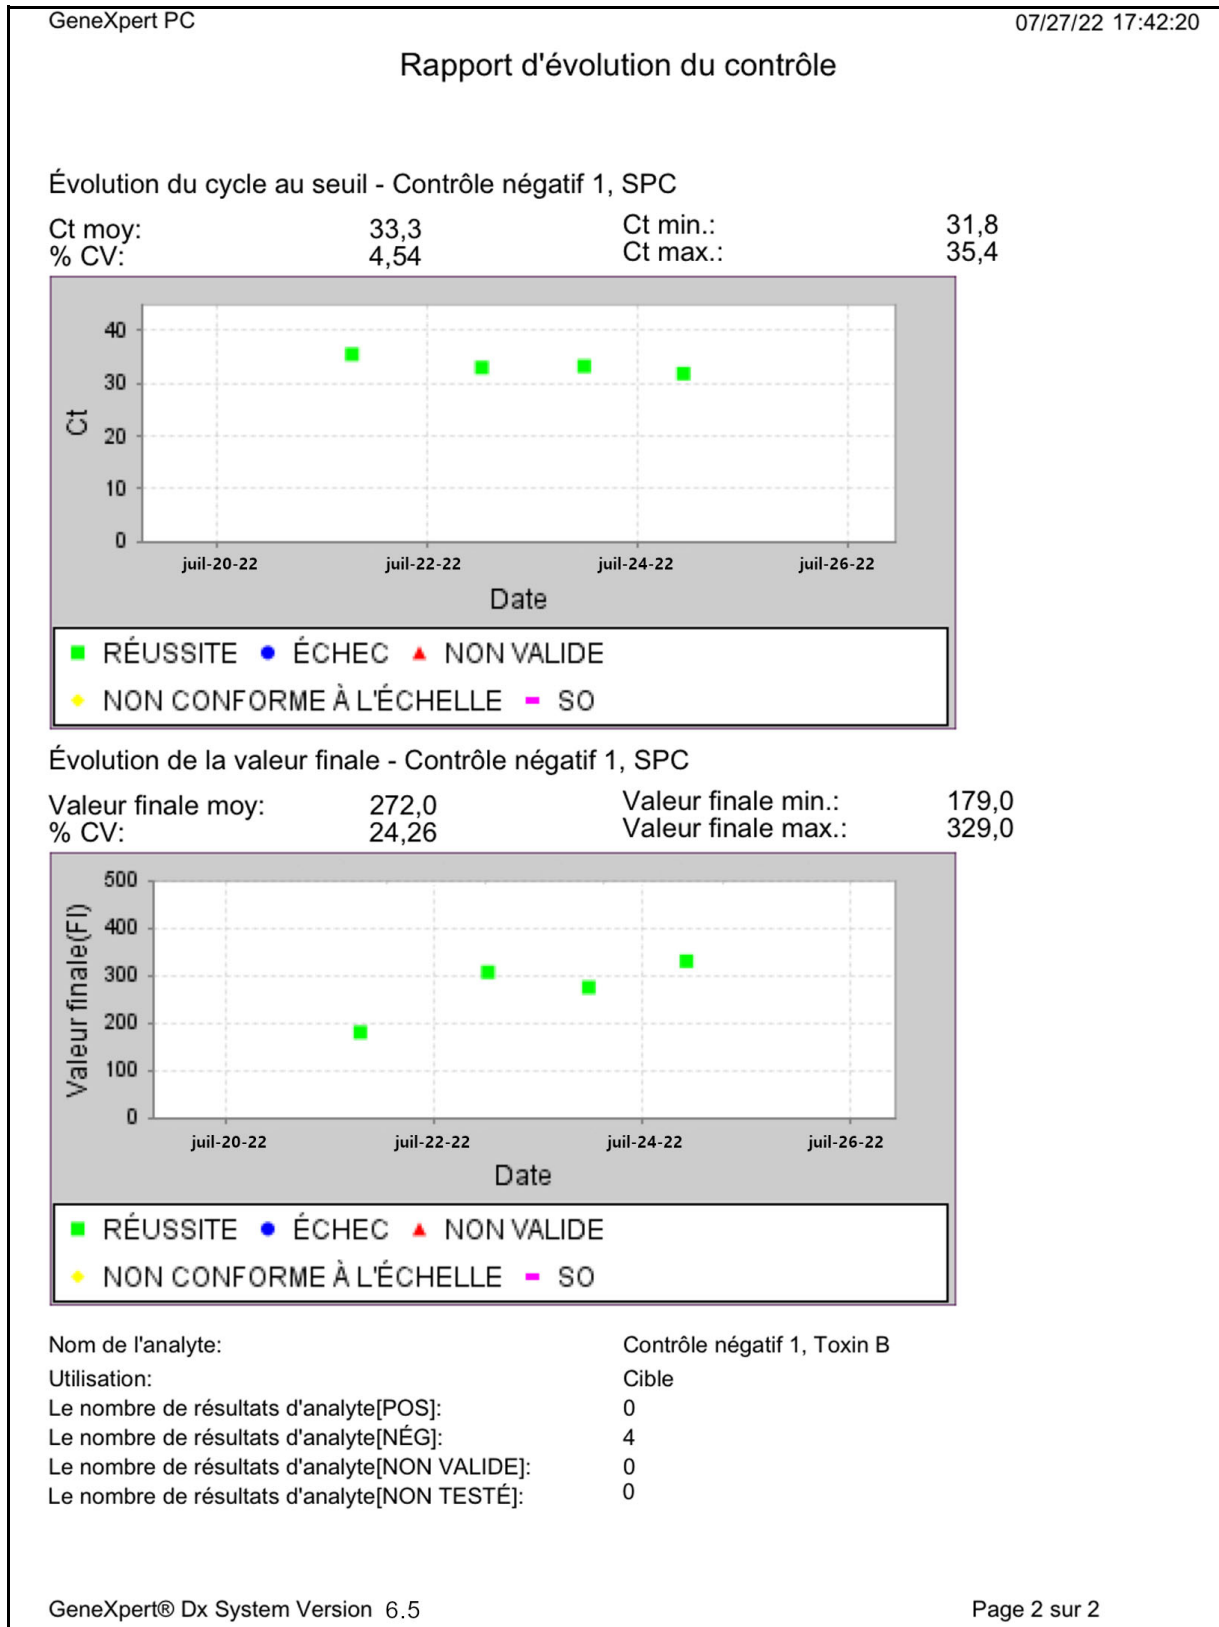 GeneXpert PC 07/27/22 17:42:20
Rapport d'évolution du contrôle
Évolution du cycle au seuil - Contrôle négatif 1, SPC
Ct moy: 33,3 Ct min.: 31,8
% CV: 4,54 Ct max.: 35,4
40
30
20
10
0
Ct
juil-20-22 juil-22-22 juil-24-22 juil-26-22
Date
RÉUSSITE ÉCHEC NON VALIDE
NON CONFORME À L'ÉCHELLE SO
Évolution de la valeur finale - Contrôle négatif 1, SPC
Valeur finale moy: 272,0 Valeur finale min.: 179,0
% CV: 24,26 Valeur finale max.: 329,0
500
400
300
200
100
0
Valeur finale(Fl)
juil-20-22 juil-22-22 juil-24-22 juil-26-22
Date
RÉUSSITE ÉCHEC NON VALIDE
NON CONFORME À L'ÉCHELLE SO
Nom de l'analyte: Contrôle négatif 1, Toxin B
Utilisation: Cible
Le nombre de résultats d'analyte[POS]: 0
Le nombre de résultats d'analyte[NÉG]: 4
Le nombre de résultats d'analyte[NON VALIDE]: 0
Le nombre de résultats d'analyte[NON TESTÉ]: 0
GeneXpert® Dx System Version 6.5 Page 2 sur 2